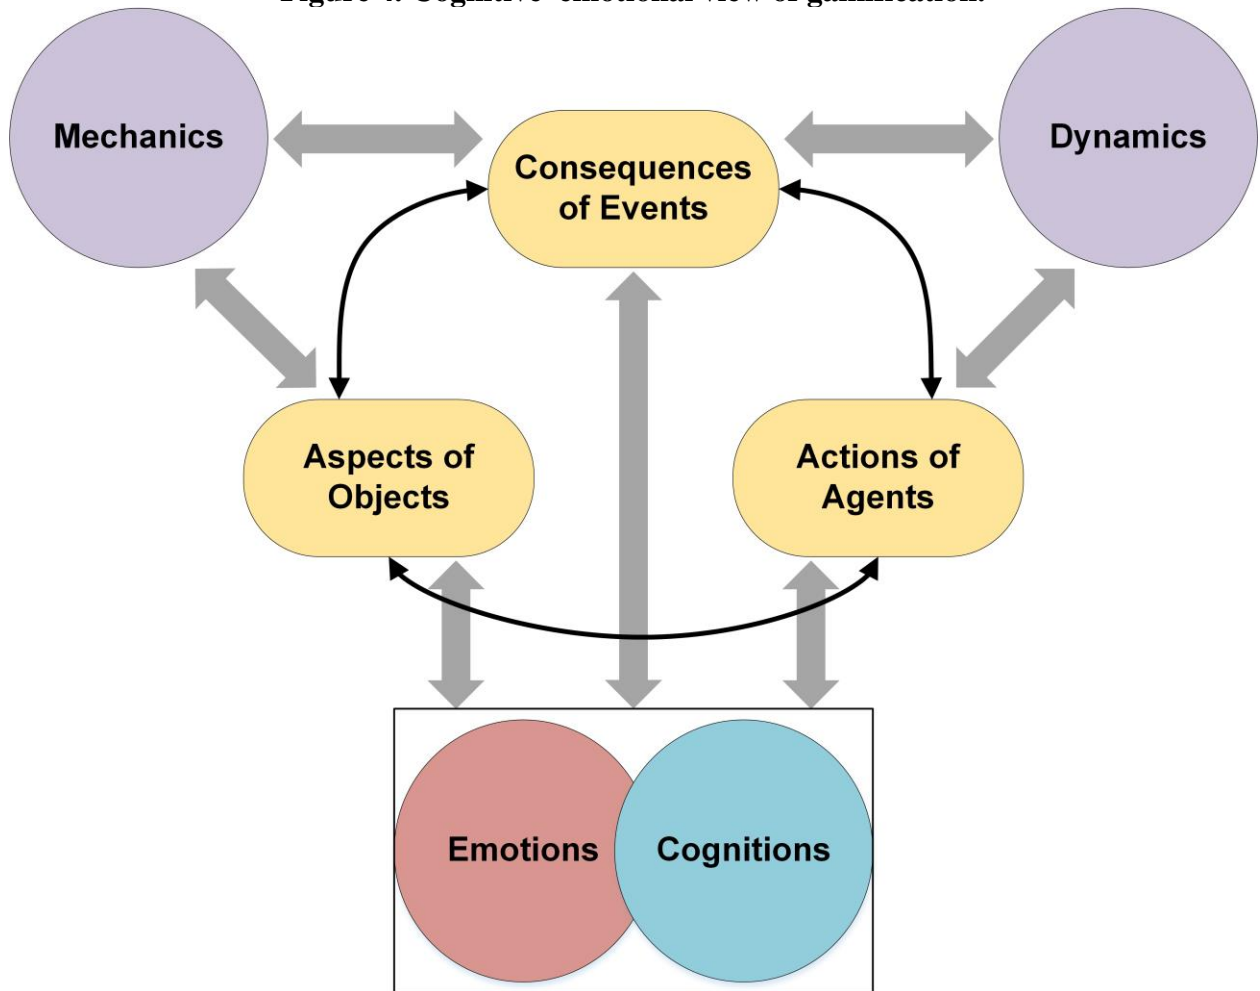 Mechanics
Dynamics
Consequences
of Events
Aspects of
Objects
Actions of
Agents
Emotions
Cognitions